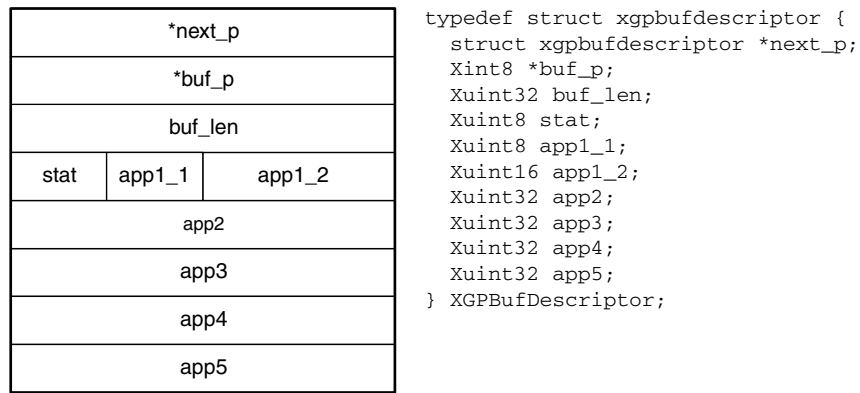 *next_p
*buf_p
buf_len
stat app1_1 app1_2
app2
app3
app4
app5
typedef struct xgpbufdescriptor {
struct xgpbufdescriptor *next_p;
Xint8 *buf_p;
Xuint32 buf_len;
Xuint8 stat;
Xuint8 app1_1;
Xuint16 app1_2;
Xuint32 app2;
Xuint32 app3;
Xuint32 app4;
Xuint32 app5;
} XGPBufDescriptor;